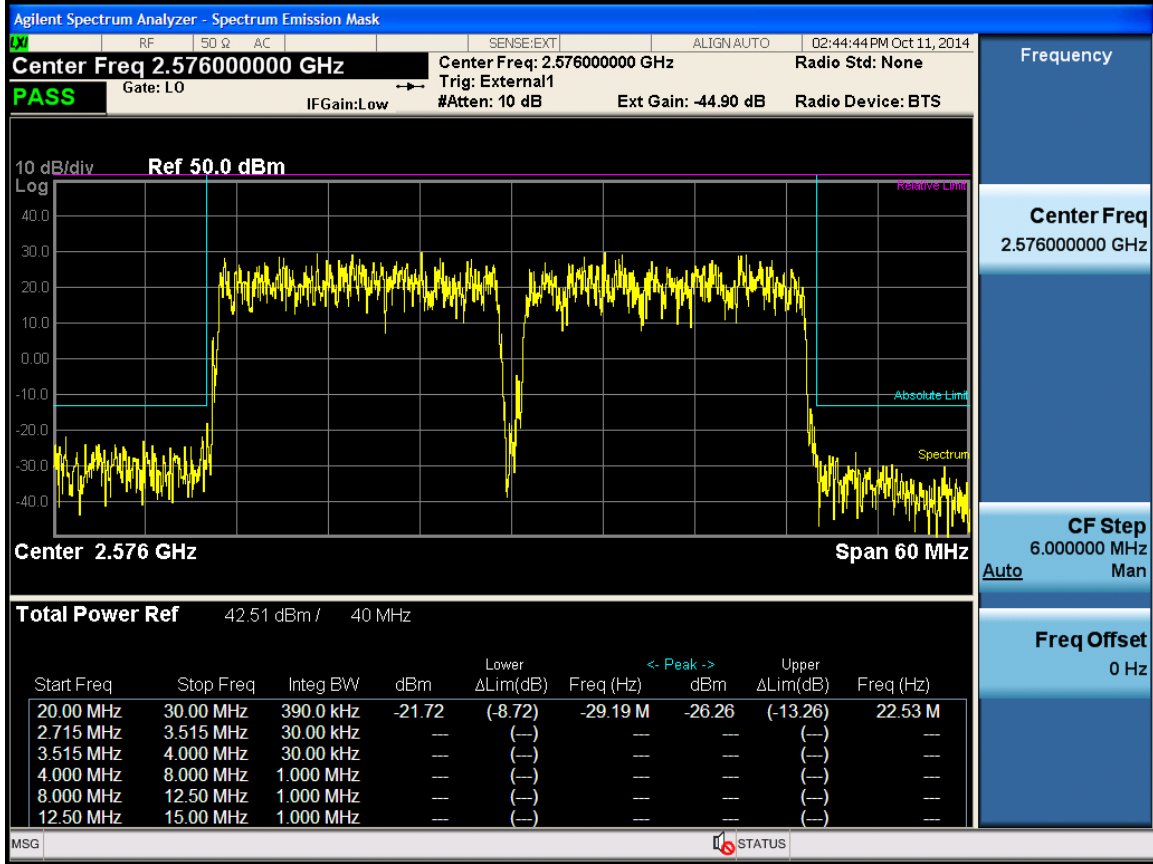 Agilent Spectrum Analyzer - Spectrum Emission Mask
LXI RF 50 Ω AC SENSE:EXT ALIGN AUTO 02:44:44 PM Oct 11, 2014
Center Freq 2.576000000 GHz Center Freq: 2.576000000 GHz Radio Std: None
Gate: LO Trig: External1
PASS IFGain:Low #Atten: 10 dB Ext Gain: -44.90 dB Radio Device: BTS
10 dB/div Ref 50.0 dBm
Log
Relative Limit
40.0
30.0
20.0
10.0
0.00
-10.0
Absolute Limit
-20.0
Spectrum
-30.0
-40.0
Center 2.576 GHz Span 60 MHz
Total Power Ref 42.51 dBm / 40 MHz
Lower <- Peak -> Upper
Start Freq Stop Freq Integ BW dBm ΔLim(dB) Freq (Hz) dBm ΔLim(dB) Freq (Hz)
20.00 MHz 30.00 MHz 390.0 kHz -21.72 (-8.72) -29.19 M -26.26 (-13.26) 22.53 M
2.715 MHz 3.515 MHz 30.00 kHz --- (---) --- --- (---) ---
3.515 MHz 4.000 MHz 30.00 kHz --- (---) --- --- (---) ---
4.000 MHz 8.000 MHz 1.000 MHz --- (---) --- --- (---) ---
8.000 MHz 12.50 MHz 1.000 MHz --- (---) --- --- (---) ---
12.50 MHz 15.00 MHz 1.000 MHz --- (---) --- --- (---) ---
MSG STATUS
Frequency
Center Freq
2.576000000 GHz
CF Step
6.000000 MHz
Auto Man
Freq Offset
0 Hz